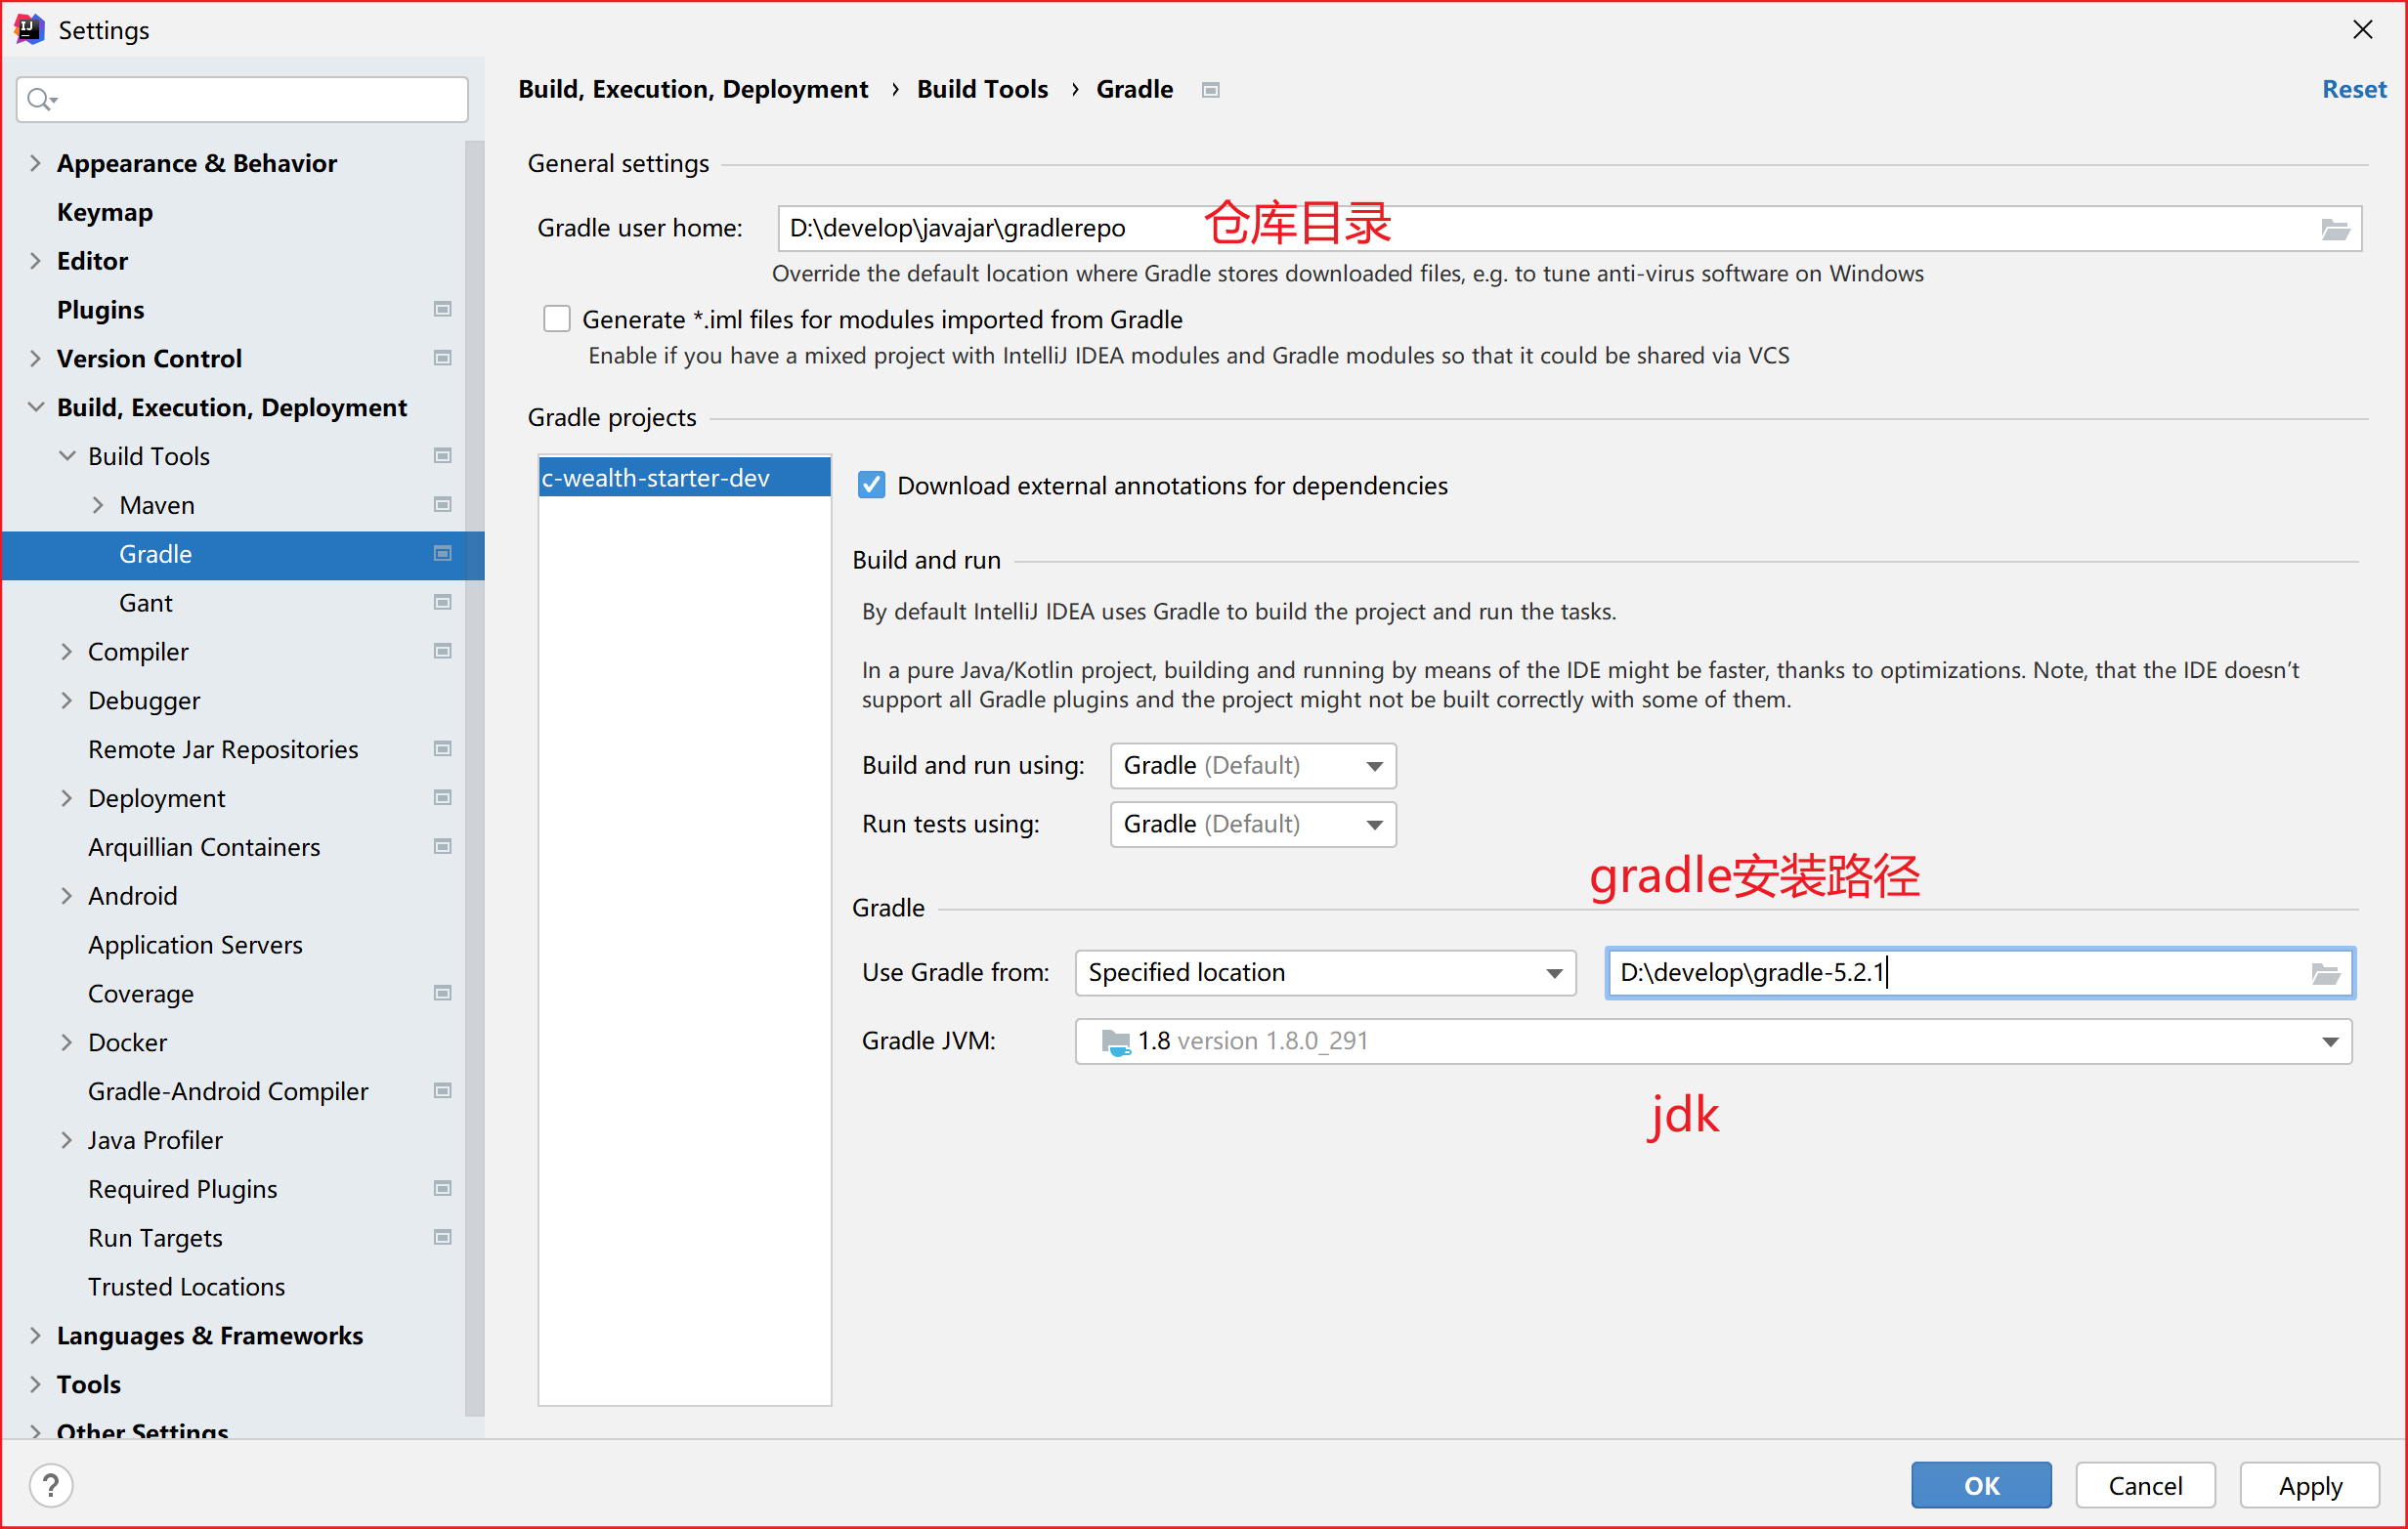 Settings
Build, Execution, Deployment › Build Tools › Gradle
Reset
Appearance & Behavior
Keymap
Editor
Plugins
Version Control
Build, Execution, Deployment
Build Tools
Maven
Gradle
Gant
Compiler
Debugger
Remote Jar Repositories
Deployment
Arquillian Containers
Android
Application Servers
Coverage
Docker
Gradle-Android Compiler
Java Profiler
Required Plugins
Run Targets
Trusted Locations
Languages & Frameworks
Tools
Other Settings
General settings
Gradle user home: D:\develop\javajar\gradlerepo 仓库目录
Override the default location where Gradle stores downloaded files, e.g. to tune anti-virus software on Windows
Generate *.iml files for modules imported from Gradle
Enable if you have a mixed project with IntelliJ IDEA modules and Gradle modules so that it could be shared via VCS
Gradle projects
c-wealth-starter-dev
Download external annotations for dependencies
Build and run
By default IntelliJ IDEA uses Gradle to build the project and run the tasks.
In a pure Java/Kotlin project, building and running by means of the IDE might be faster, thanks to optimizations. Note, that the IDE doesn't
support all Gradle plugins and the project might not be built correctly with some of them.
Build and run using: Gradle (Default)
Run tests using: Gradle (Default)
gradle安装路径
Gradle
Use Gradle from: Specified location D:\develop\gradle-5.2.1
Gradle JVM: 1.8 version 1.8.0_291
jdk
?
OK
Cancel
Apply